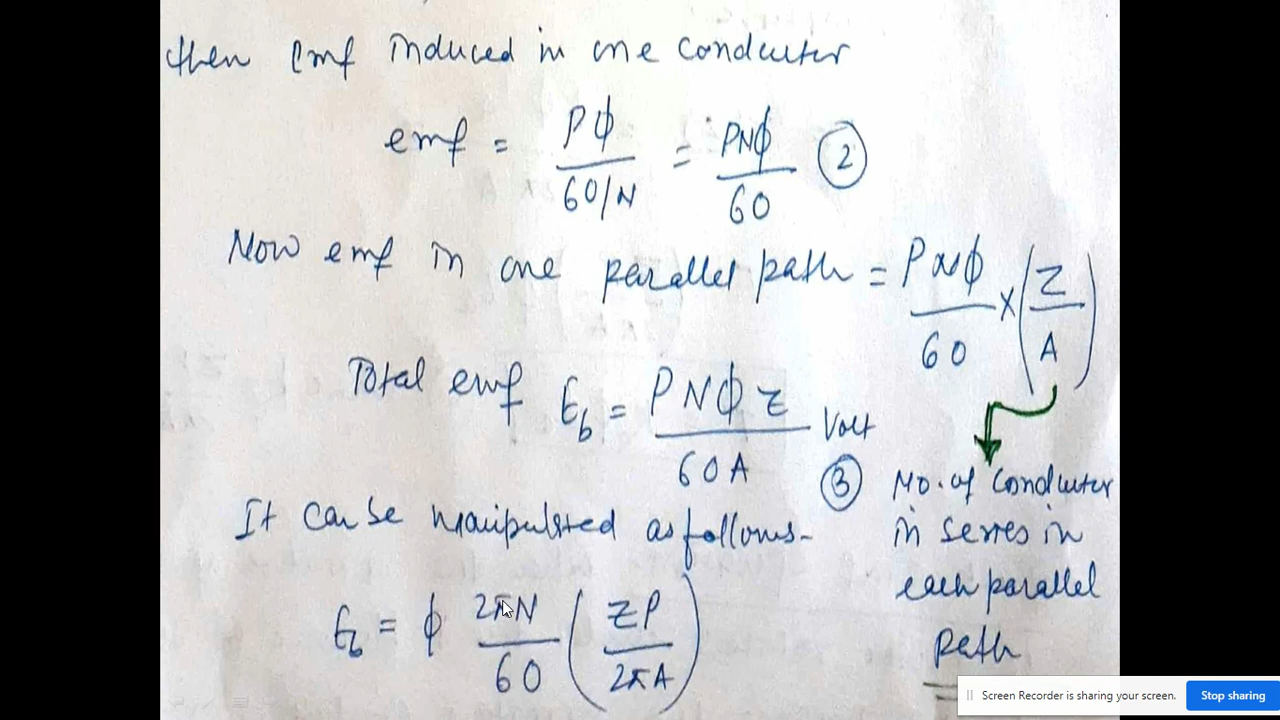 then emf induced in one conductor
emf = Pϕ / 60/N = PNϕ / 60 (2)
Now emf in one parallel path = PNϕ / 60 × (Z / A)
Total emf E_b = PNϕZ / 60A Volt
(3)
No. of conductor
in series in
each parallel
path
It can be manipulated as follows-
E_b = ϕ 2πN / 60 (ZP / 2πA)
Screen Recorder is sharing your screen.
Stop sharing